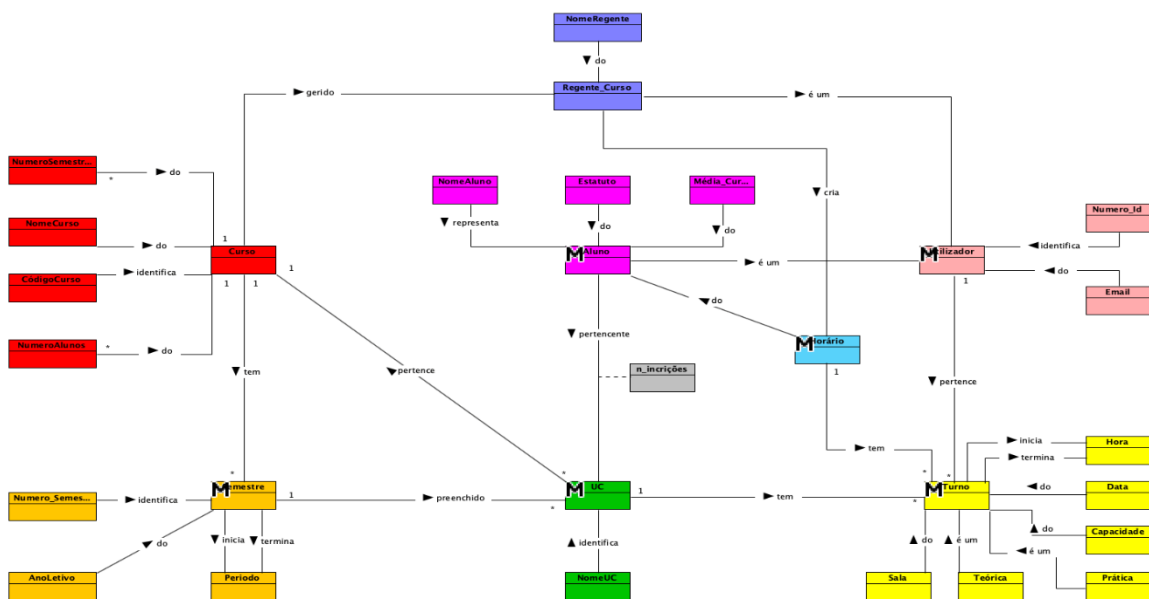 NomeRegente
do
Regente_Curso
gerido
é um
NumeroSemestr...
do
*
NomeAluno
Estatuto
Média_Cur...
cria
representa
do
do
Numero_Id
identifica
NomeCurso
do
1
Curso
1
M
Aluno
é um
M
Utilizador
1
CódigoCurso
identifica
1
1
do
do
Email
NumeroAlunos
*
do
pertencente
M
Horário
1
tem
pertence
n_incrições
pertence
tem
Hora
inicia
termina
*
*
*
*
Numero_Semes...
identifica
M
Semestre
1
preenchido
*
M
UC
1
tem
*
M
Turno
do
Data
do
inicia
termina
identifica
do
é um
do
é um
Capacidade
AnoLetivo
Periodo
NomeUC
Sala
Teórica
Prática